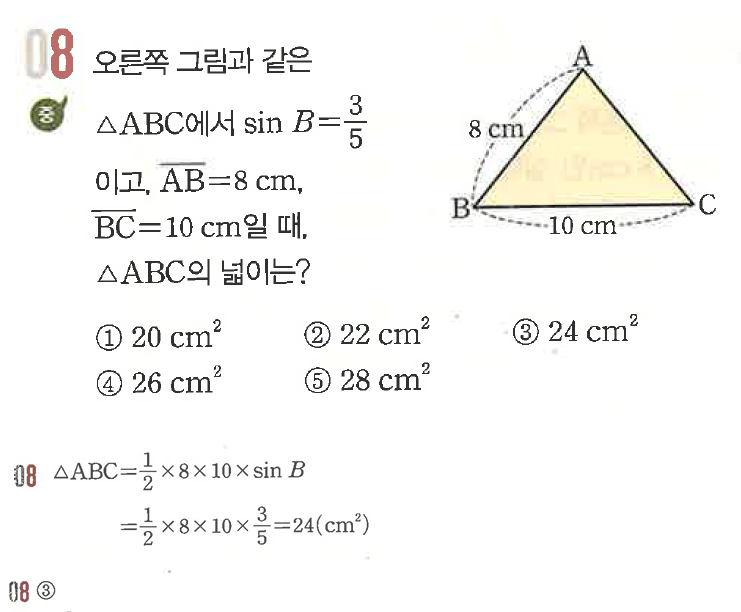 08 오른쪽 그림과 같은
중 △ABC에서 sin B=3/5
이고, \overline{AB}=8 cm,
\overline{BC}=10 cm일 때,
△ABC의 넓이는?
A
8 cm
B
C
10 cm
① 20 cm² ② 22 cm² ③ 24 cm²
④ 26 cm² ⑤ 28 cm²
08 △ABC=1/2×8×10×sin B
=1/2×8×10×3/5=24(cm²)
08 ③